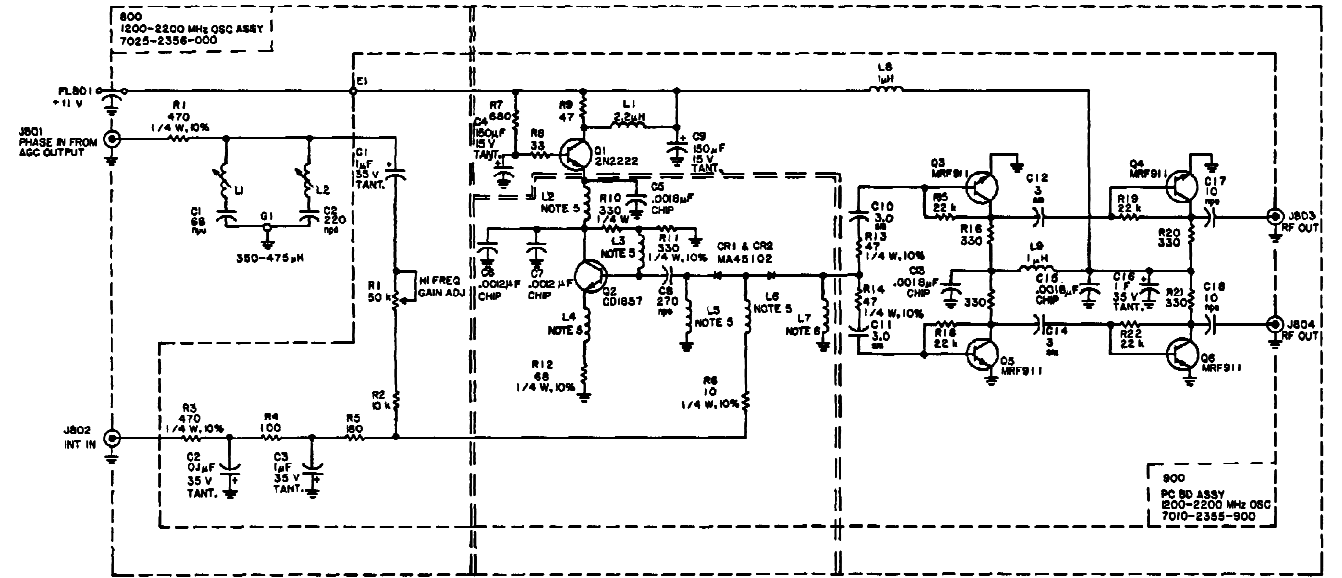 800
1200-2200 MHz OSC ASSY
7025-2356-000
FL801
+11 V
E1
J801
PHASE IN FROM
AGC OUTPUT
R1
470
1/4 W, 10%
L1
L2
C1
68
npo
G1
C2
220
npo
350-475µH
C1
1µF
35 V
TANT.
R1
50 k
HI FREQ
GAIN ADJ
R2
10 k
J802
INT IN
R3
470
1/4 W, 10%
R4
100
R5
180
C2
35 V
TANT.
C3
1µF
35 V
TANT.
R7
680
C4
150µF
15 V
TANT.
R8
33
R9
47
Q1
2N2222
L1
2.2µH
C9
150µF
15 V
TANT.
L2
NOTE 5
R10
330
1/4 W
C5
.0018µF
CHIP
L3
NOTE 5
R11
330
1/4 W, 10%
C6
.0012µF
CHIP
C7
.0012µF
CHIP
Q2
CD1857
C8
270
npo
CR1 & CR2
MA45102
L4
NOTE 5
R12
68
1/4 W, 10%
L5
NOTE 5
L6
NOTE 5
L7
NOTE 6
R6
10
1/4 W, 10%
L8
1µH
Q3
MRF911
R15
22 k
C10
3.0
R13
47
1/4 W, 10%
R14
47
1/4 W, 10%
C11
3.0
C12
3
R16
330
L9
1µH
C13
.0018µF
CHIP
330
C15
.0018µF
CHIP
C16
35 V
TANT.
R18
22 k
C14
3
Q5
MRF911
Q4
MRF911
R19
22 k
C17
10
npo
R20
330
R21
330
C18
10
npo
R22
22 k
Q6
MRF911
J803
RF OUT
J804
RF OUT
900
PC BD ASSY
1200-2200 MHz OSC
7010-2355-900